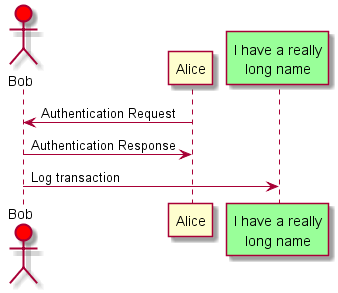 Bob
Alice
I have a really
long name
Authentication Request
Authentication Response
Log transaction
Bob
Alice
I have a really
long name